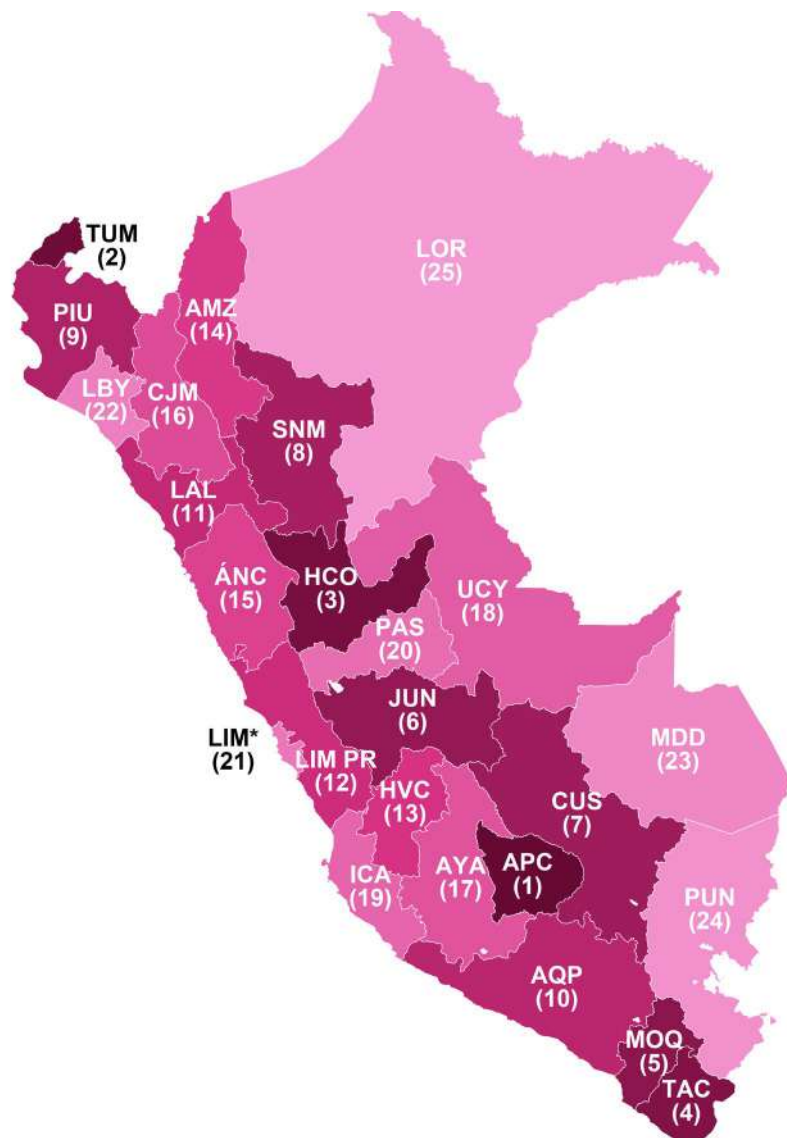 TUM
(2)
LOR
(25)
PIU
(9)
AMZ
(14)
LBY
(22)
CJM
(16)
SNM
(8)
LAL
(11)
ÁNC
(15)
HCO
(3)
UCY
(18)
PAS
(20)
JUN
(6)
LIM*
(21)
LIM PR
(12)
MDD
(23)
HVC
(13)
CUS
(7)
ICA
(19)
AYA
(17)
APC
(1)
PUN
(24)
AQP
(10)
MOQ
(5)
TAC
(4)